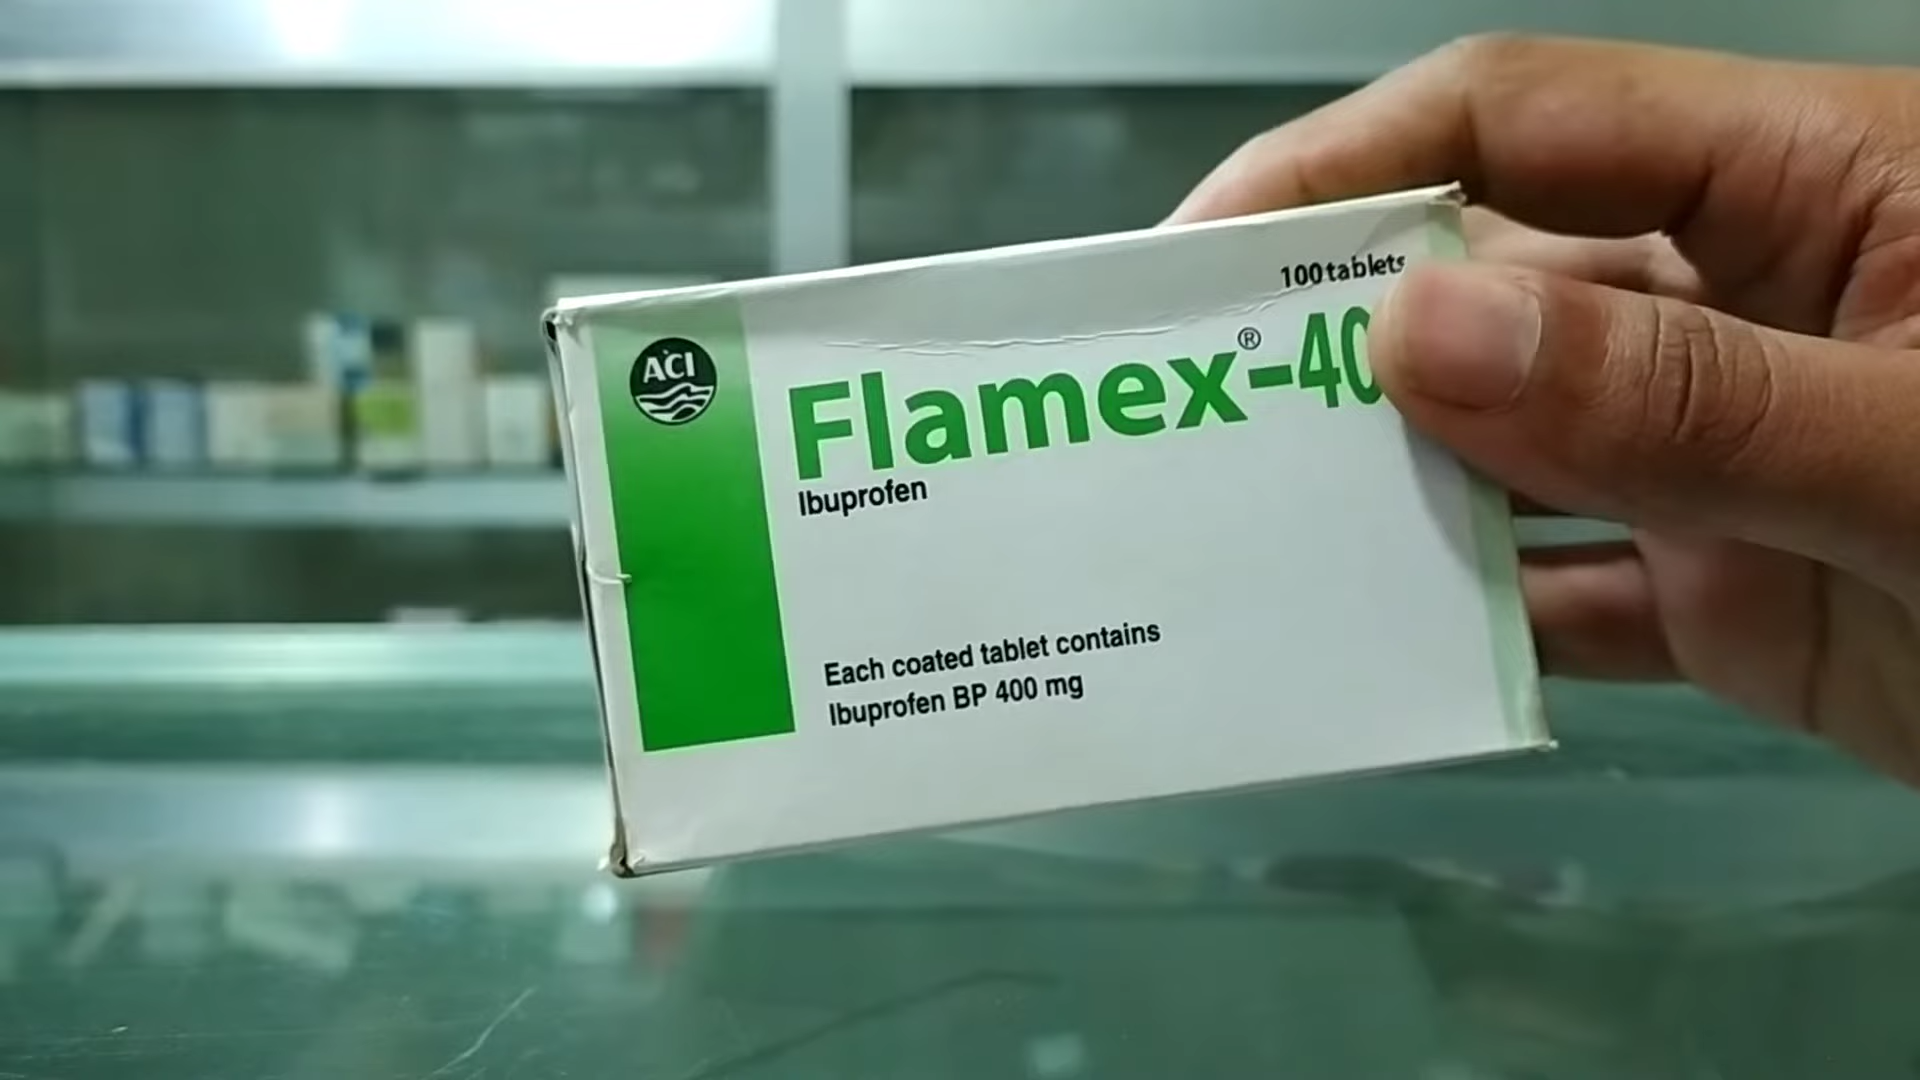 100 tablets
ACI
Flamex®-40
Ibuprofen
Each coated tablet contains
Ibuprofen BP 400 mg